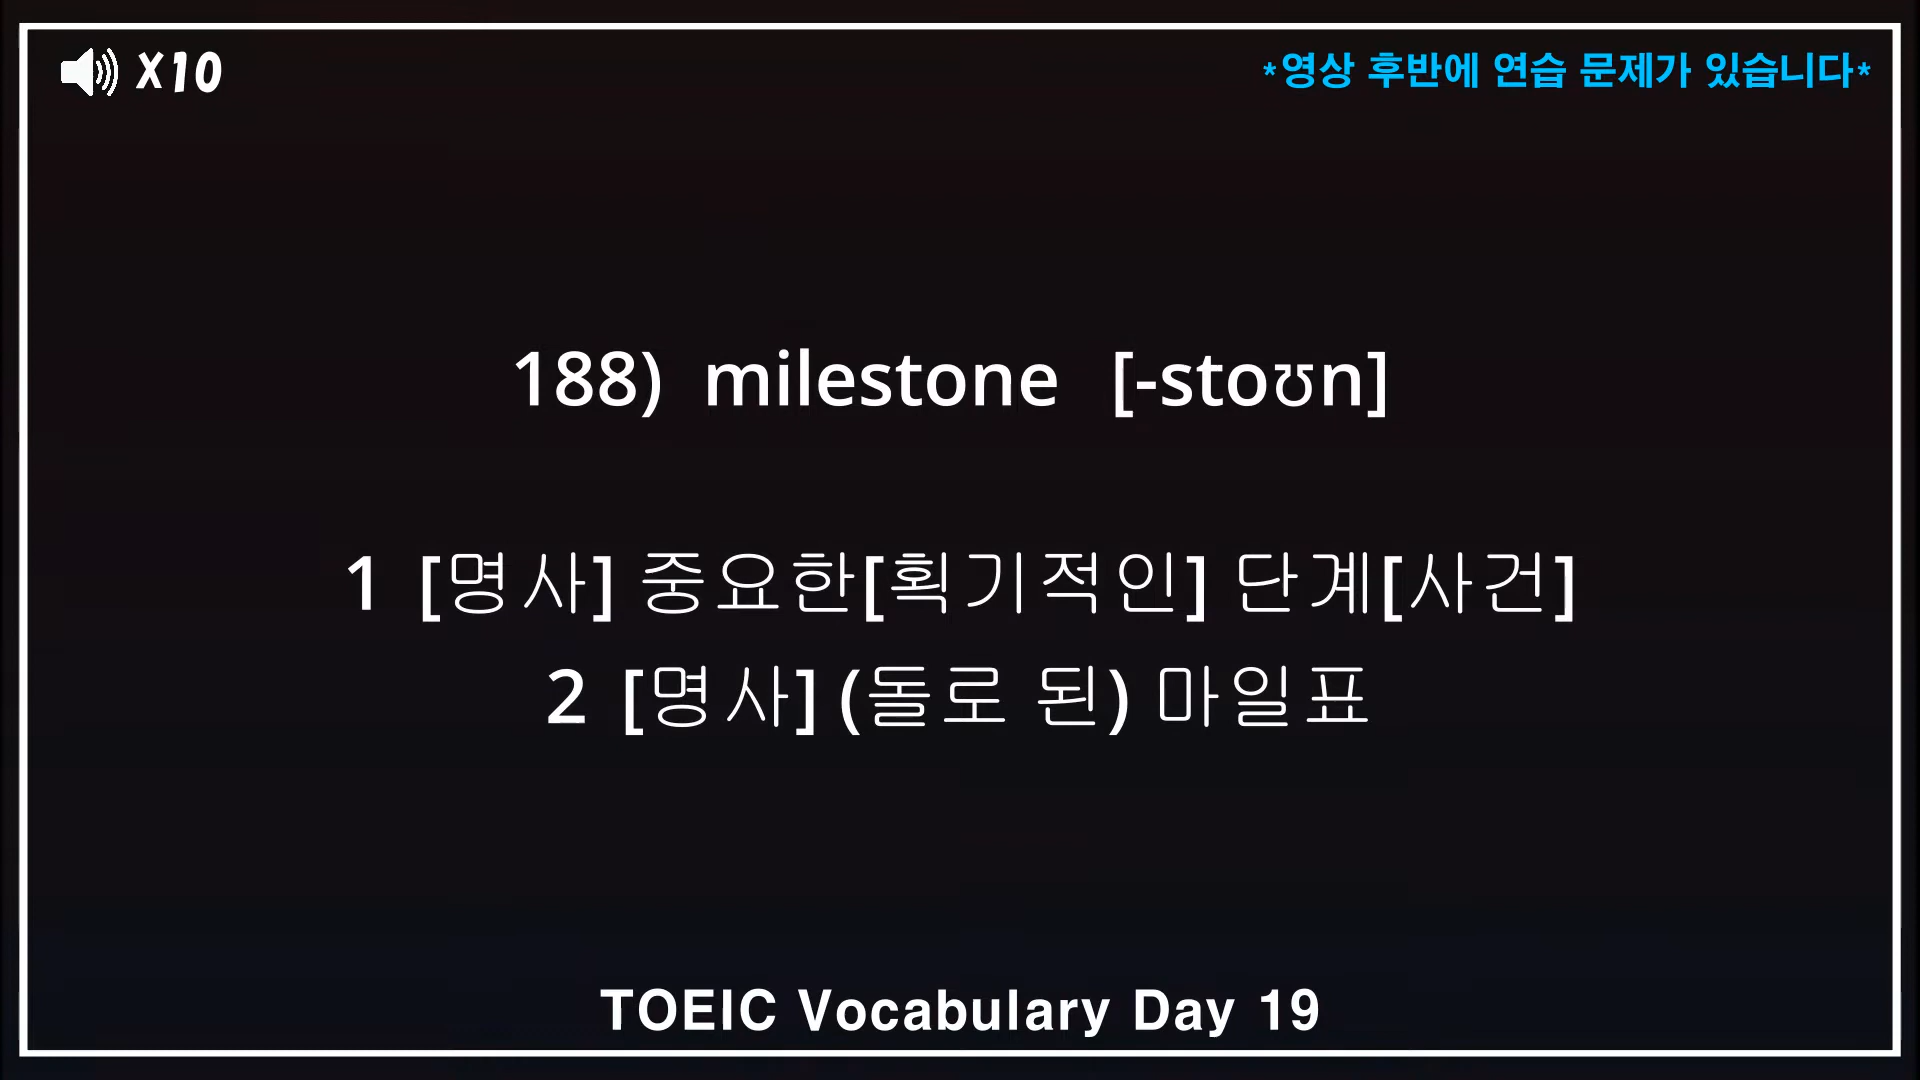 X10
*영상 후반에 연습 문제가 있습니다*
188) milestone [-stoʊn]
1 [명사] 중요한[획기적인] 단계[사건]
2 [명사] (돌로 된) 마일표
TOEIC Vocabulary Day 19